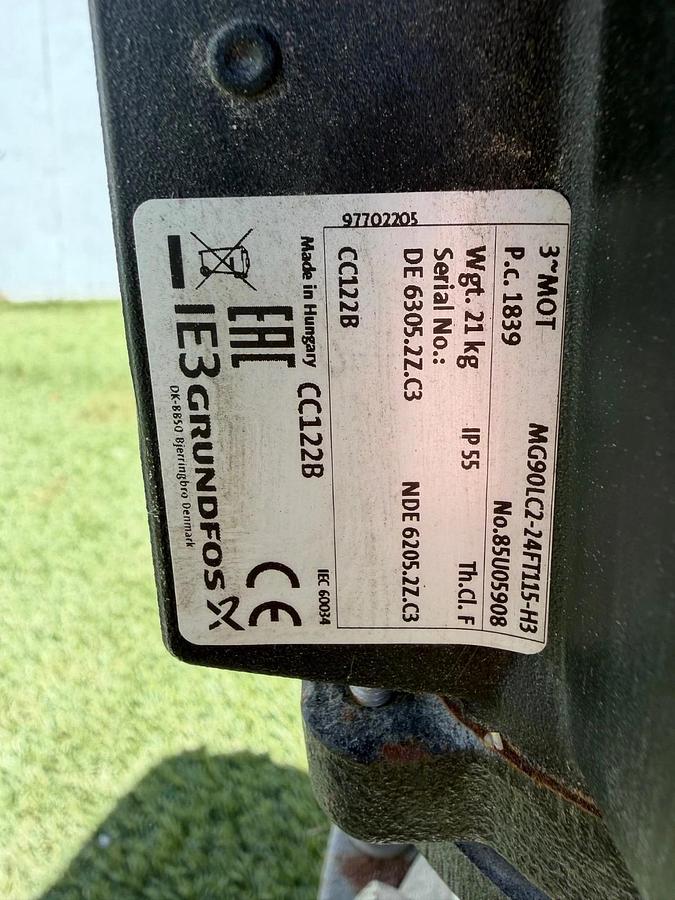 97702205
3~MOT MG90LC2-24FT115-H3
P.c. 1839 No.85U05908
Wgt. 21 kg IP 55 Th.cl. F
Serial No.:
DE 6305.2Z.C3 NDE 6205.2Z.C3
CC122B
Made in Hungary CC122B IEC 60034
EAC CE
IE3 GRUNDFOS
DK-8850 Bjerringbro Denmark